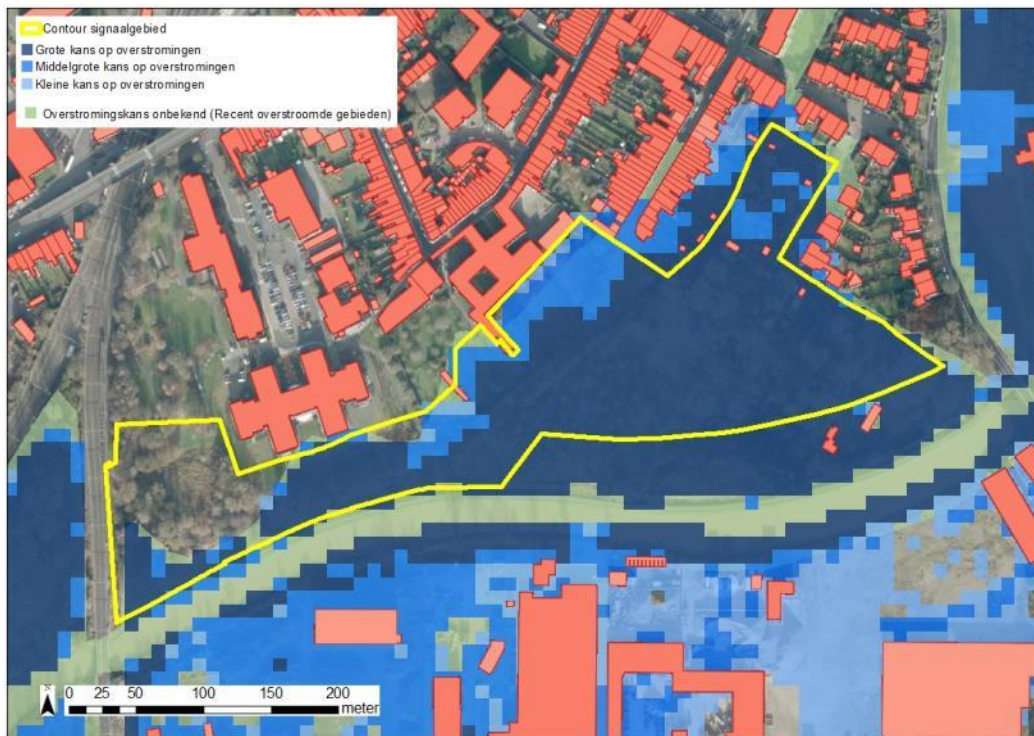 Contour signaalgebied
Grote kans op overstromingen
Middelgrote kans op overstromingen
Kleine kans op overstromingen
Overstromingskans onbekend (Recent overstroomde gebieden)
N
0 25 50 100 150 200
meter